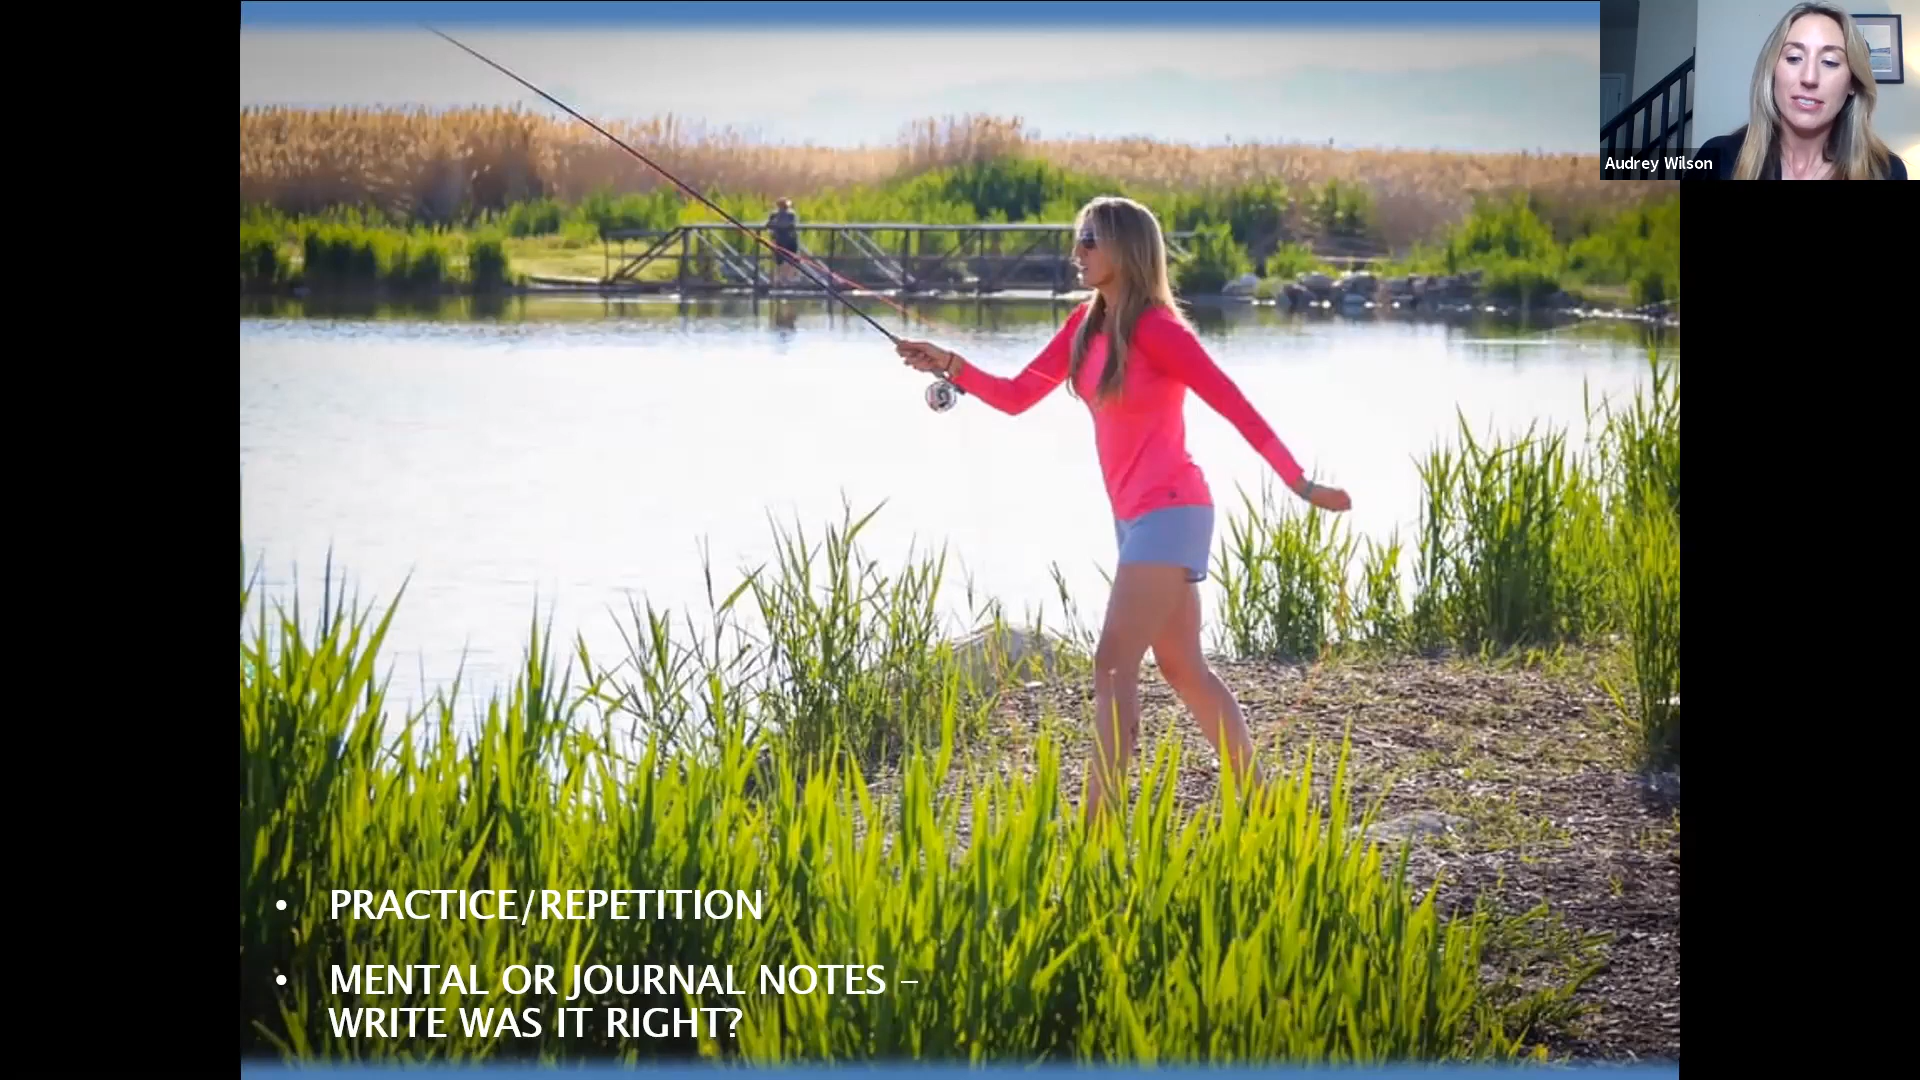 Audrey Wilson
• PRACTICE/REPETITION
• MENTAL OR JOURNAL NOTES –
WRITE WAS IT RIGHT?